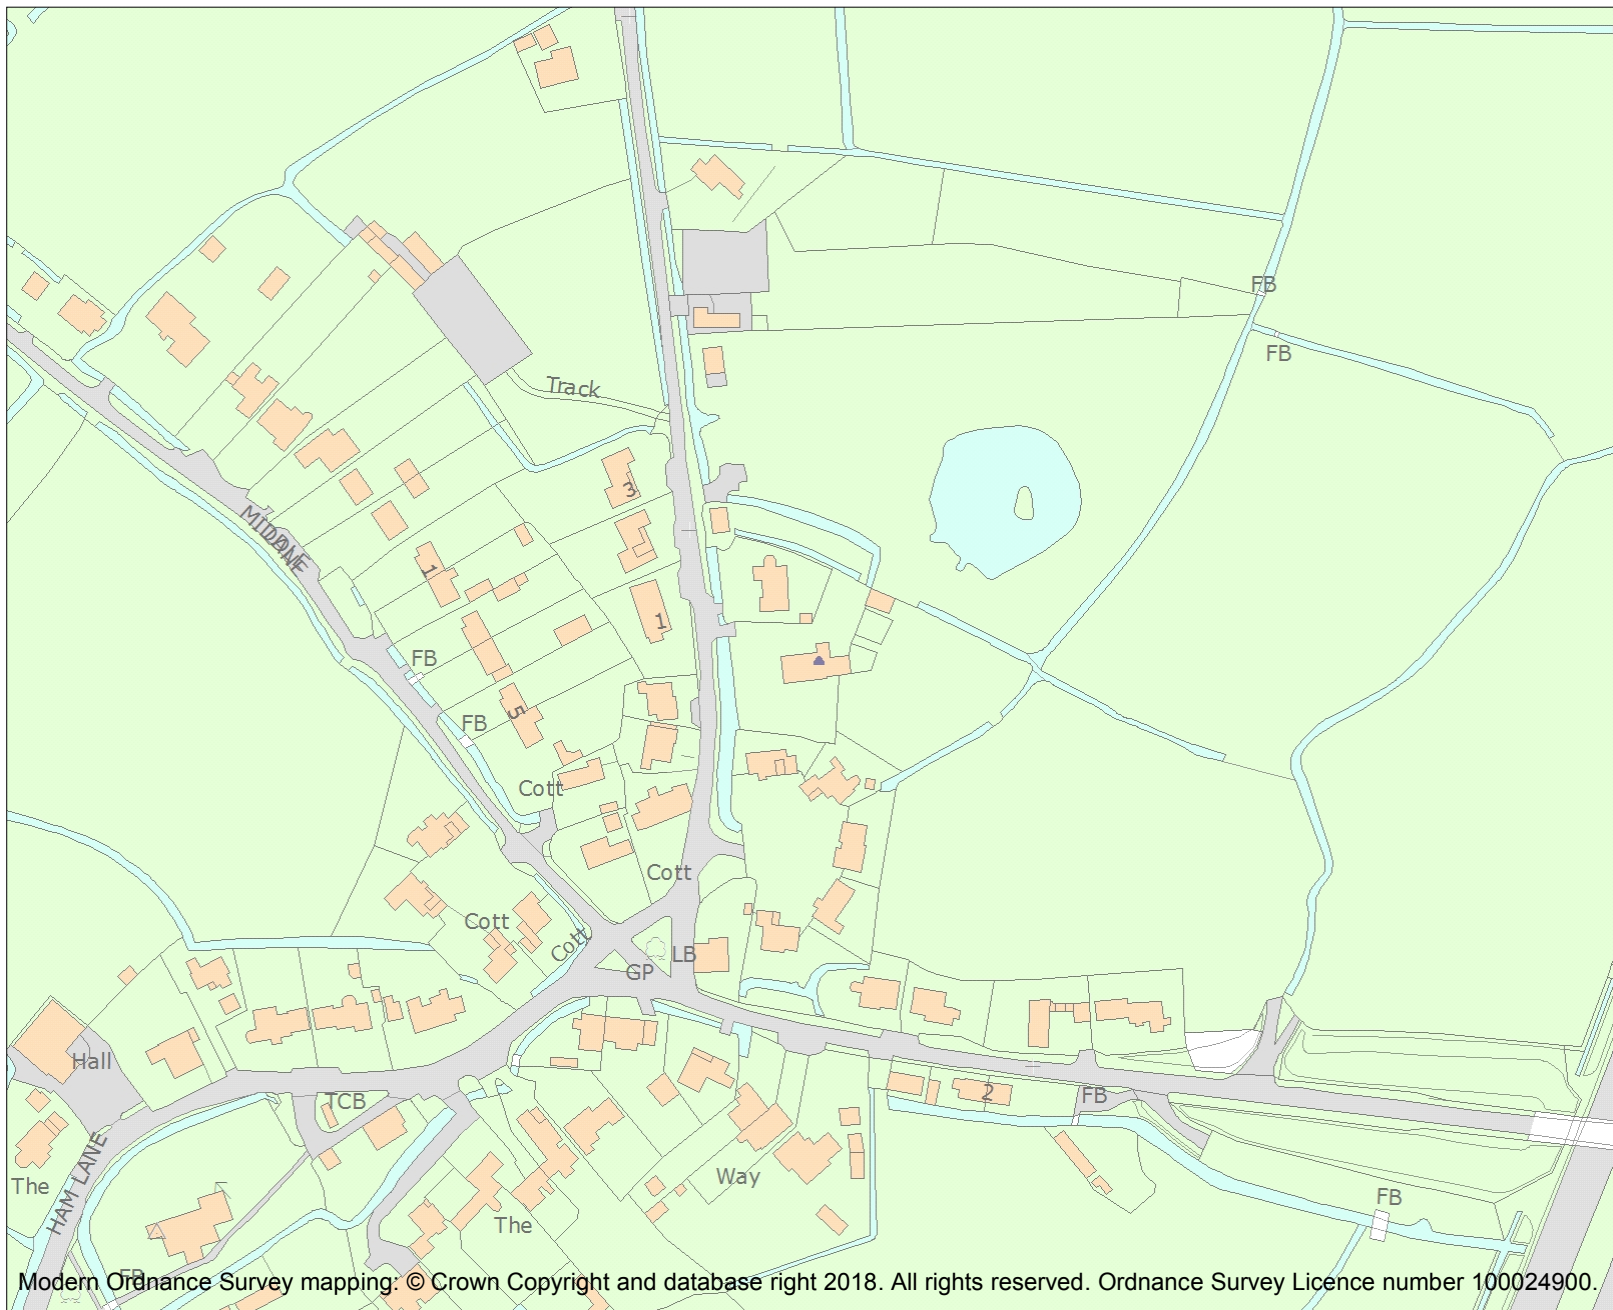 FB
FB
Track
3
MIDDLE
LANE
1
1
FB
5
FB
Cott
Cott
Cott
Cott
LB
GP
Hall
TCB
2
FB
HAM LANE
The
Way
FB
The
FB
Modern Ordnance Survey mapping: © Crown Copyright and database right 2018. All rights reserved. Ordnance Survey Licence number 100024900.